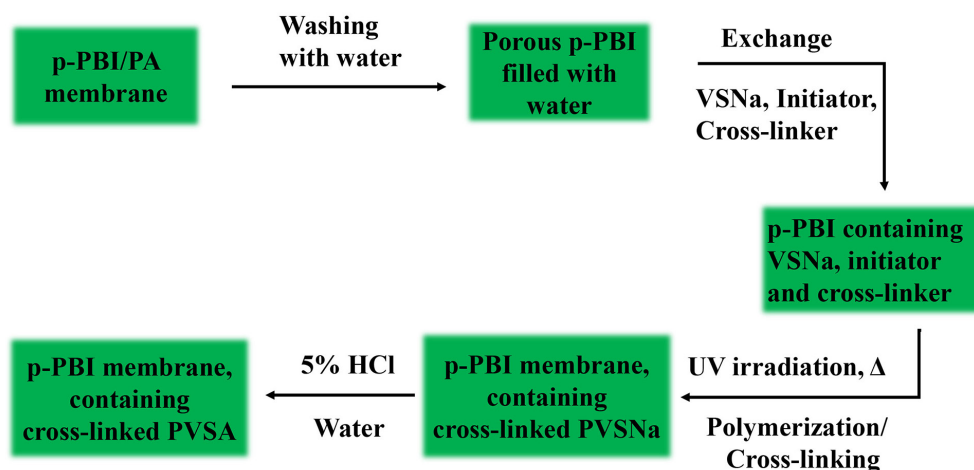 p-PBI/PA
membrane
Washing
with water
Porous p-PBI
filled with
water
Exchange
VSNa, Initiator,
Cross-linker
p-PBI containing
VSNa, initiator
and cross-linker
UV irradiation, Δ
Polymerization/
Cross-linking
p-PBI membrane,
containing
cross-linked PVSNa
5% HCl
Water
p-PBI membrane,
containing
cross-linked PVSA